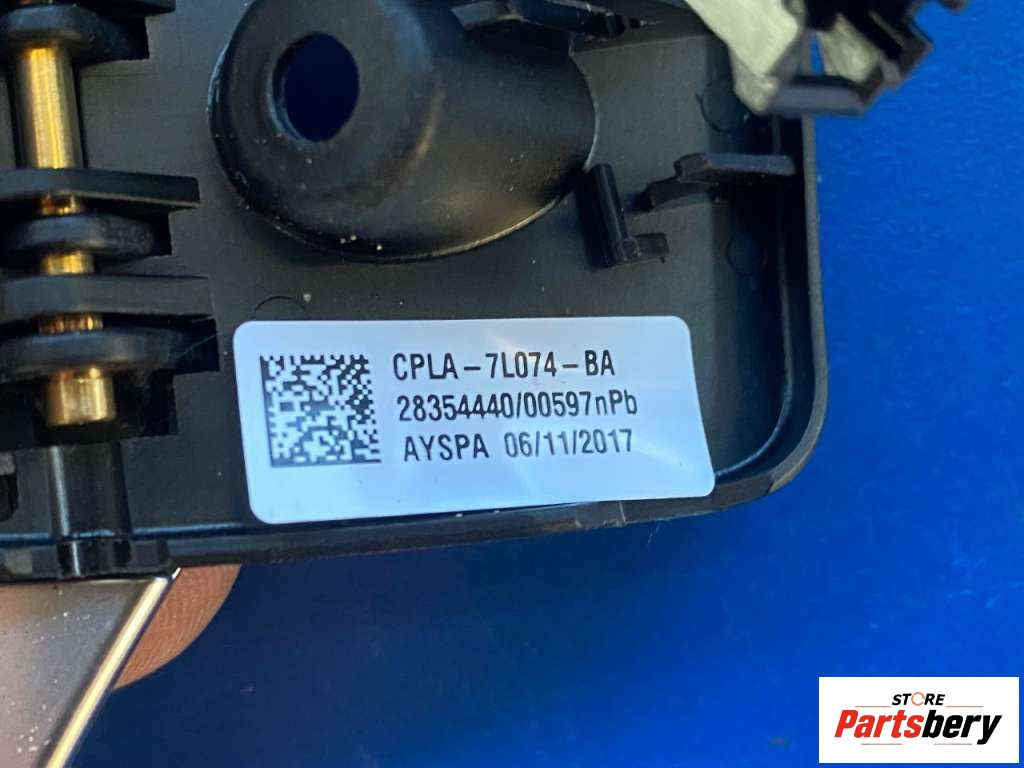 CPLA-7L074-BA
28354440/00597nPb
AYSPA 06/11/2017
STORE
Partsbery